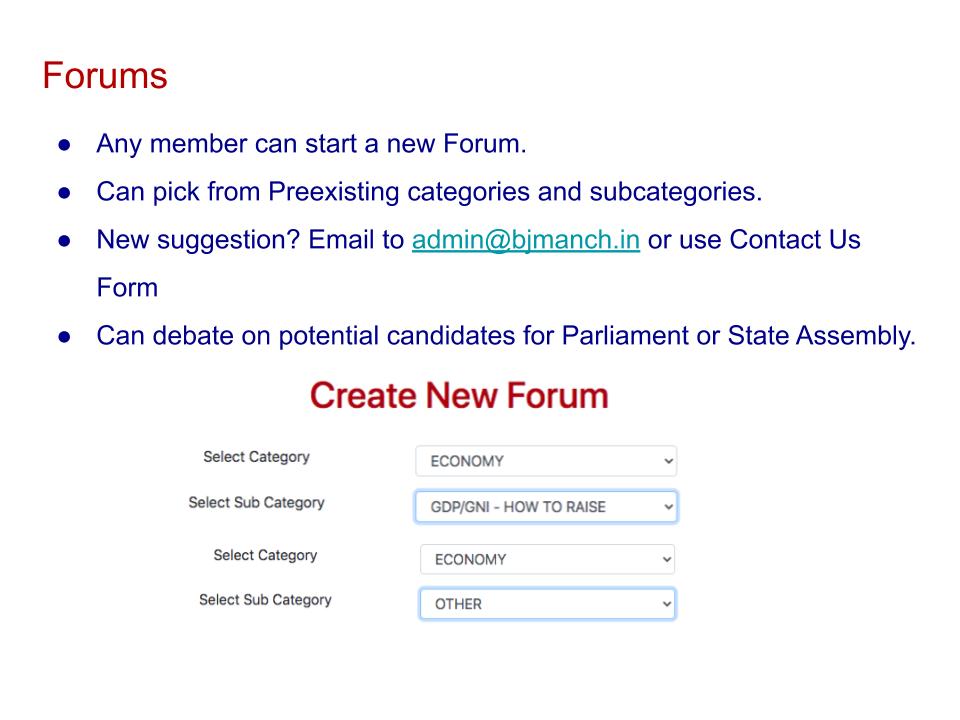 Forums
● Any member can start a new Forum.
● Can pick from Preexisting categories and subcategories.
● New suggestion? Email to admin@bjmanch.in or use Contact Us
Form
● Can debate on potential candidates for Parliament or State Assembly.
Create New Forum
Select Category ECONOMY
Select Sub Category GDP/GNI - HOW TO RAISE
Select Category ECONOMY
Select Sub Category OTHER